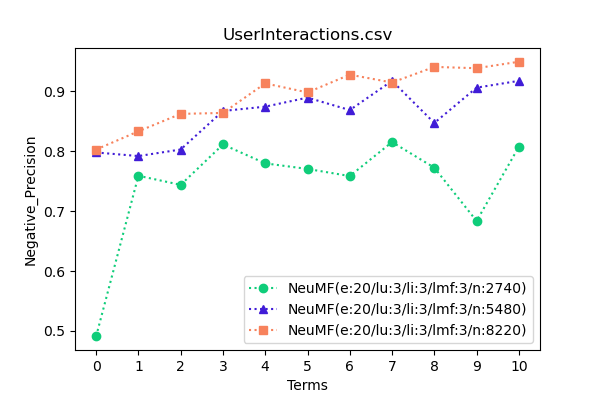 UserInteractions.csv
Negative_Precision
0.9
0.8
0.7
0.6
0.5
NeuMF(e:20/lu:3/li:3/lmf:3/n:2740)
NeuMF(e:20/lu:3/li:3/lmf:3/n:5480)
NeuMF(e:20/lu:3/li:3/lmf:3/n:8220)
0 1 2 3 4 5 6 7 8 9 10
Terms